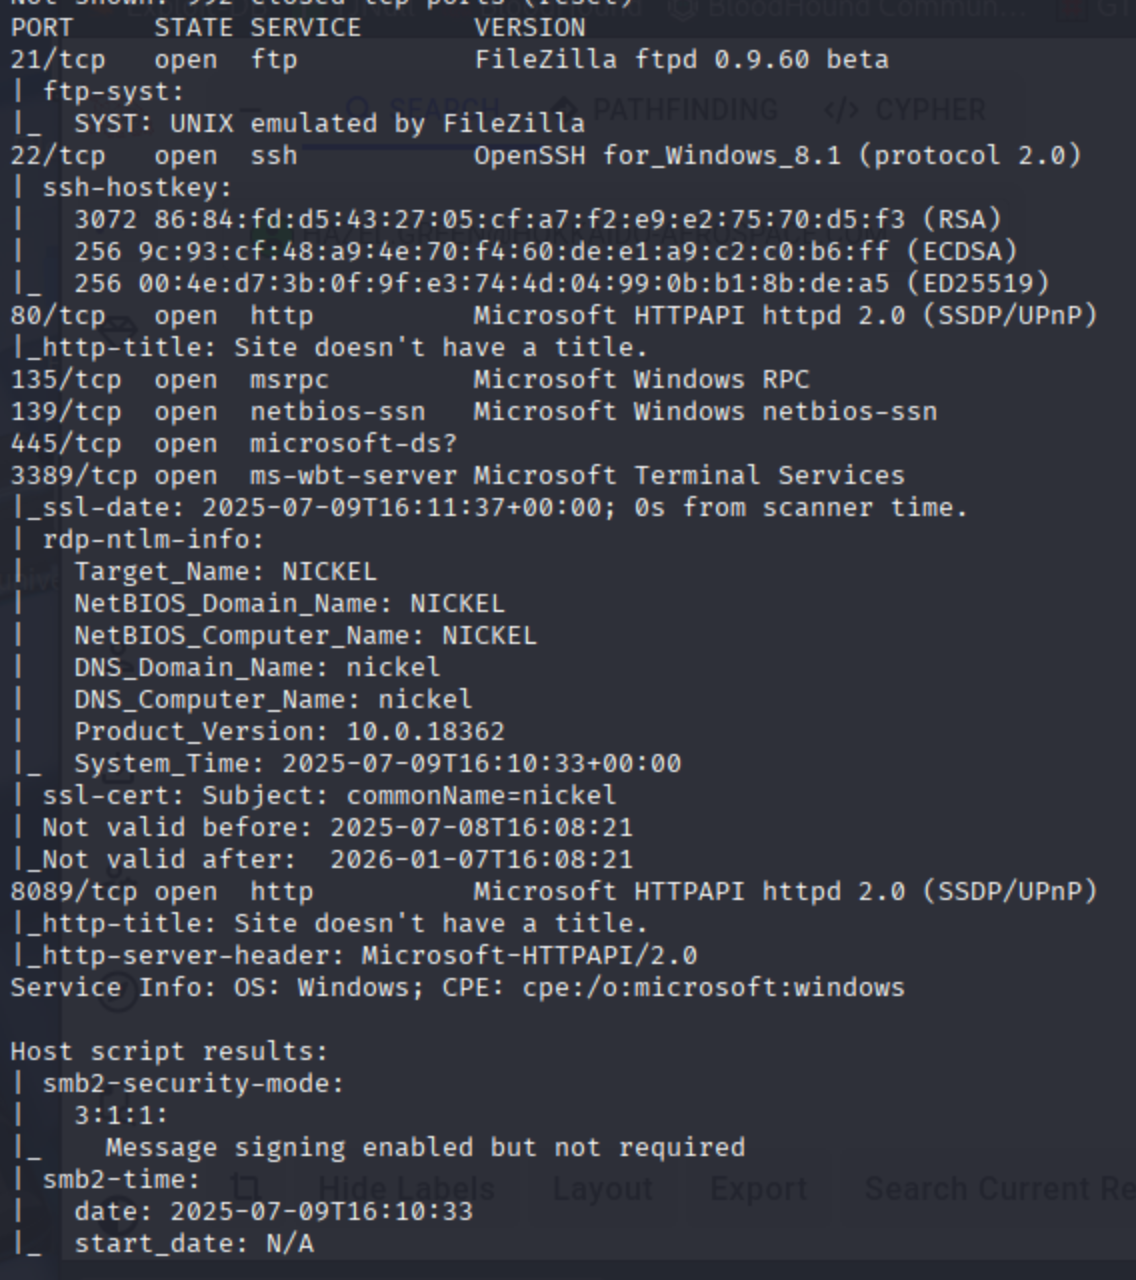 Not shown: 992 closed tcp ports (reset)
PORT     STATE SERVICE       VERSION
21/tcp   open  ftp           FileZilla ftpd 0.9.60 beta
| ftp-syst:
|_  SYST: UNIX emulated by FileZilla
22/tcp   open  ssh           OpenSSH for_Windows_8.1 (protocol 2.0)
| ssh-hostkey:
|   3072 86:84:fd:d5:43:27:05:cf:a7:f2:e9:e2:75:70:d5:f3 (RSA)
|   256 9c:93:cf:48:a9:4e:70:f4:60:de:e1:a9:c2:c0:b6:ff (ECDSA)
|_  256 00:4e:d7:3b:0f:9f:e3:74:4d:04:99:0b:b1:8b:de:a5 (ED25519)
80/tcp   open  http          Microsoft HTTPAPI httpd 2.0 (SSDP/UPnP)
|_http-title: Site doesn't have a title.
135/tcp  open  msrpc         Microsoft Windows RPC
139/tcp  open  netbios-ssn   Microsoft Windows netbios-ssn
445/tcp  open  microsoft-ds?
3389/tcp open  ms-wbt-server Microsoft Terminal Services
|_ssl-date: 2025-07-09T16:11:37+00:00; 0s from scanner time.
| rdp-ntlm-info:
|   Target_Name: NICKEL
|   NetBIOS_Domain_Name: NICKEL
|   NetBIOS_Computer_Name: NICKEL
|   DNS_Domain_Name: nickel
|   DNS_Computer_Name: nickel
|   Product_Version: 10.0.18362
|_  System_Time: 2025-07-09T16:10:33+00:00
| ssl-cert: Subject: commonName=nickel
| Not valid before: 2025-07-08T16:08:21
|_Not valid after:  2026-01-07T16:08:21
8089/tcp open  http          Microsoft HTTPAPI httpd 2.0 (SSDP/UPnP)
|_http-title: Site doesn't have a title.
|_http-server-header: Microsoft-HTTPAPI/2.0
Service Info: OS: Windows; CPE: cpe:/o:microsoft:windows
Host script results:
| smb2-security-mode:
|   3:1:1:
|_    Message signing enabled but not required
| smb2-time:
|   date: 2025-07-09T16:10:33
|_  start_date: N/A
BloodHound Commun...
SEARCH
PATHFINDING
</> CYPHER
Hide Labels
Layout
Export
Search Current Re